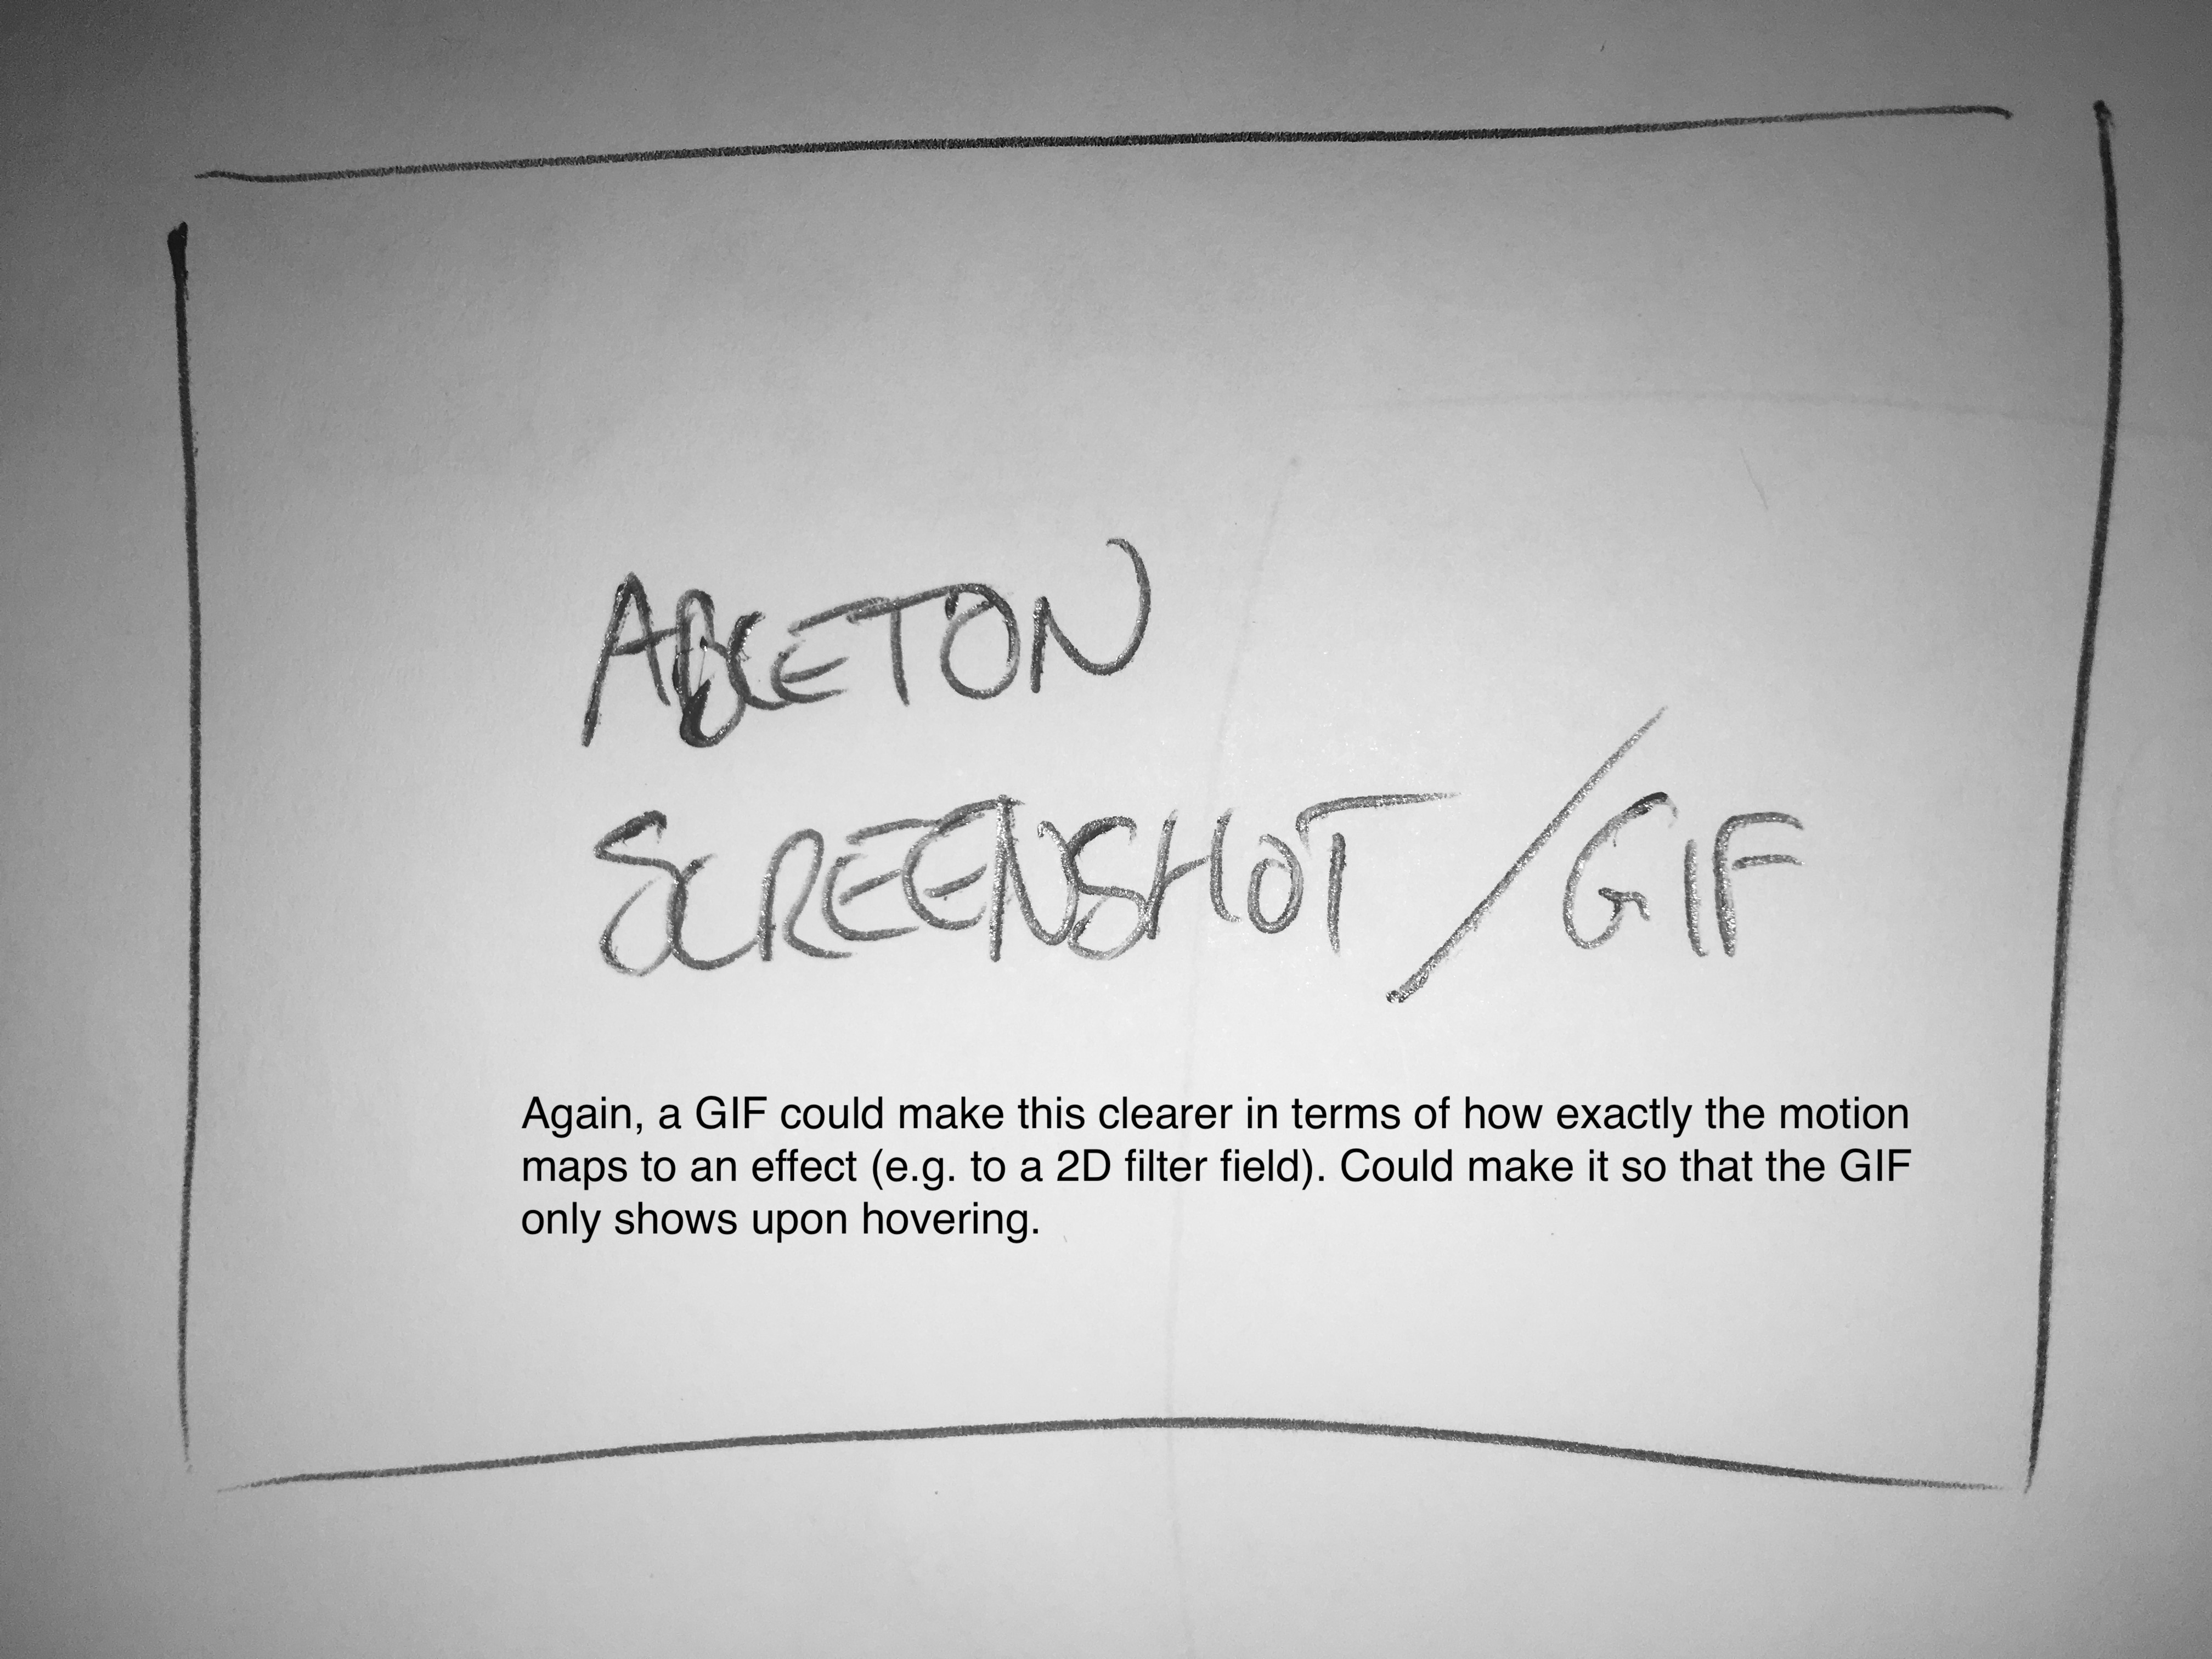 ABLETON
SCREENSHOT / GIF
Again, a GIF could make this clearer in terms of how exactly the motion
maps to an effect (e.g. to a 2D filter field). Could make it so that the GIF
only shows upon hovering.